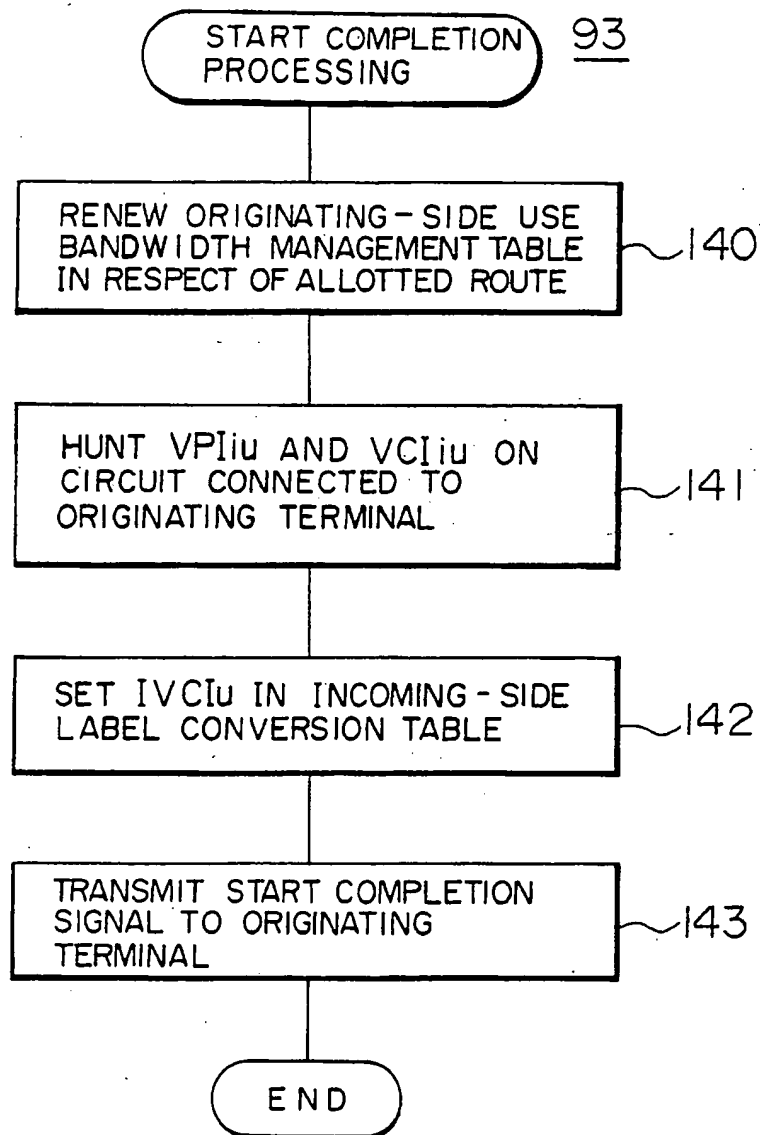 START COMPLETION
PROCESSING
93
RENEW ORIGINATING-SIDE USE
BANDWIDTH MANAGEMENT TABLE
IN RESPECT OF ALLOTTED ROUTE
140
HUNT VPIiu AND VCIiu ON
CIRCUIT CONNECTED TO
ORIGINATING TERMINAL
141
SET IVCIu IN INCOMING-SIDE
LABEL CONVERSION TABLE
142
TRANSMIT START COMPLETION
SIGNAL TO ORIGINATING
TERMINAL
143
END